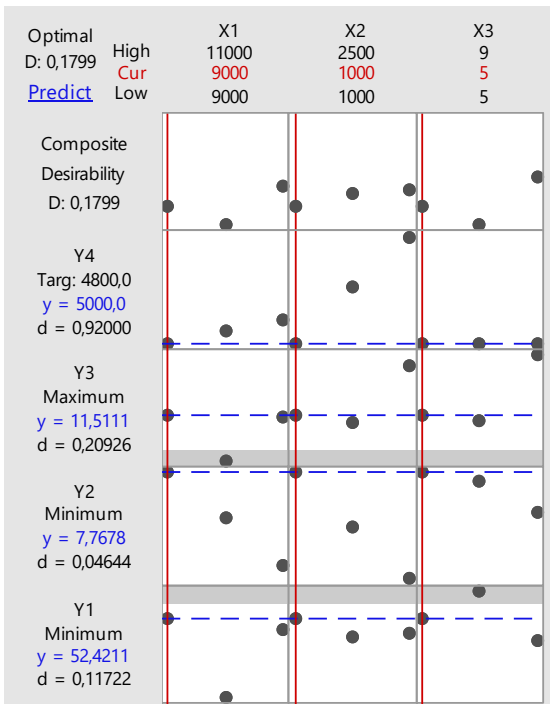 Optimal
D: 0,1799
Predict
High
Cur
Low
X1
11000
9000
9000
X2
2500
1000
1000
X3
9
5
5
Composite
Desirability
D: 0,1799
Y4
Targ: 4800,0
y = 5000,0
d = 0,92000
Y3
Maximum
y = 11,5111
d = 0,20926
Y2
Minimum
y = 7,7678
d = 0,04644
Y1
Minimum
y = 52,4211
d = 0,11722